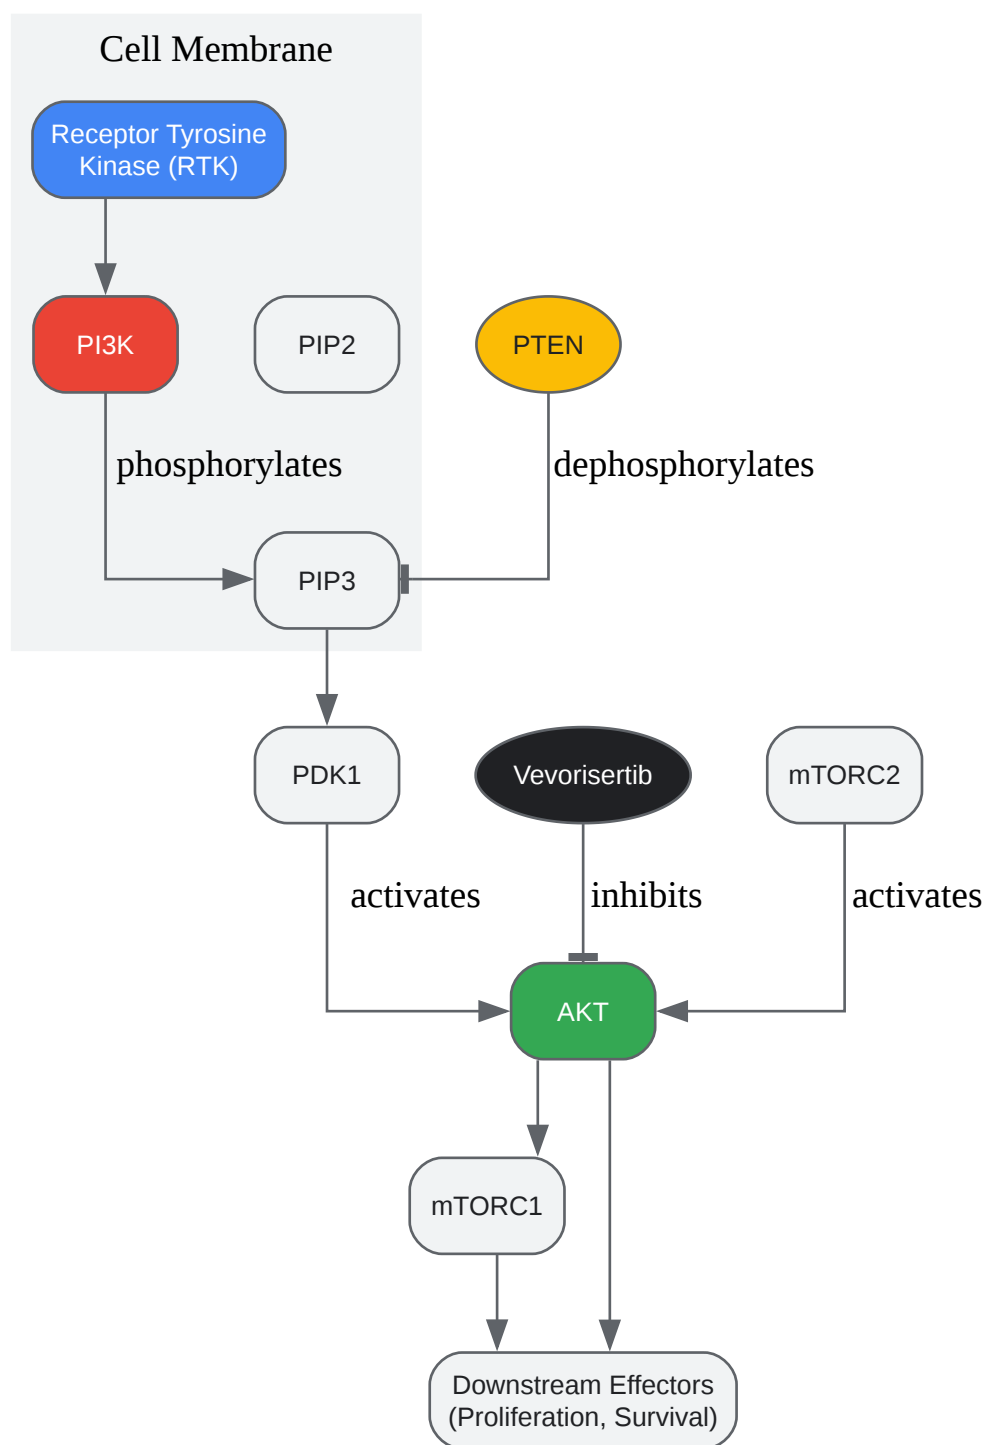 Cell Membrane
Receptor Tyrosine
Kinase (RTK)
PI3K
PIP2
PTEN
phosphorylates
dephosphorylates
PIP3
PDK1
Vevorisertib
mTORC2
activates
inhibits
activates
AKT
mTORC1
Downstream Effectors
(Proliferation, Survival)